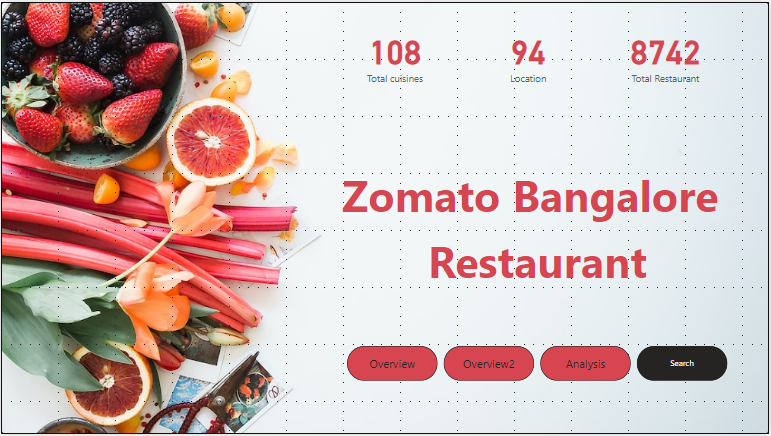 108 94 8742
Total cuisines Location Total Restaurant
Zomato Bangalore
Restaurant
Overview Overview2 Analysis Search